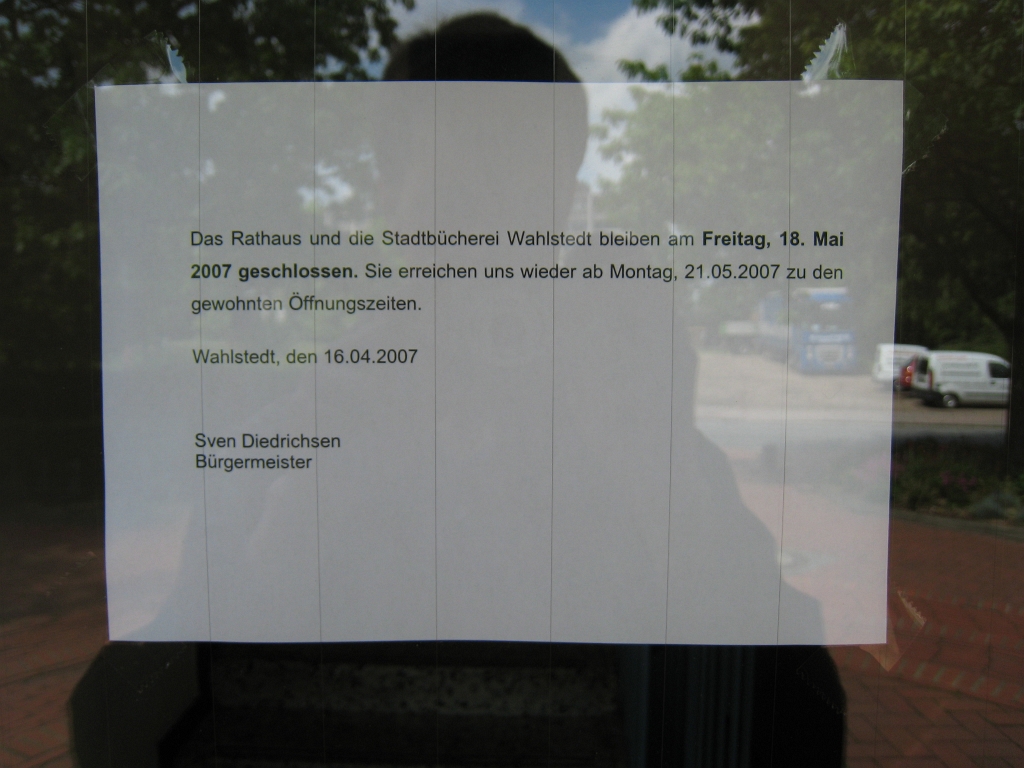 Das Rathaus und die Stadtbücherei Wahlstedt bleiben am Freitag, 18. Mai
2007 geschlossen. Sie erreichen uns wieder ab Montag, 21.05.2007 zu den
gewohnten Öffnungszeiten.
Wahlstedt, den 16.04.2007
Sven Diedrichsen
Bürgermeister